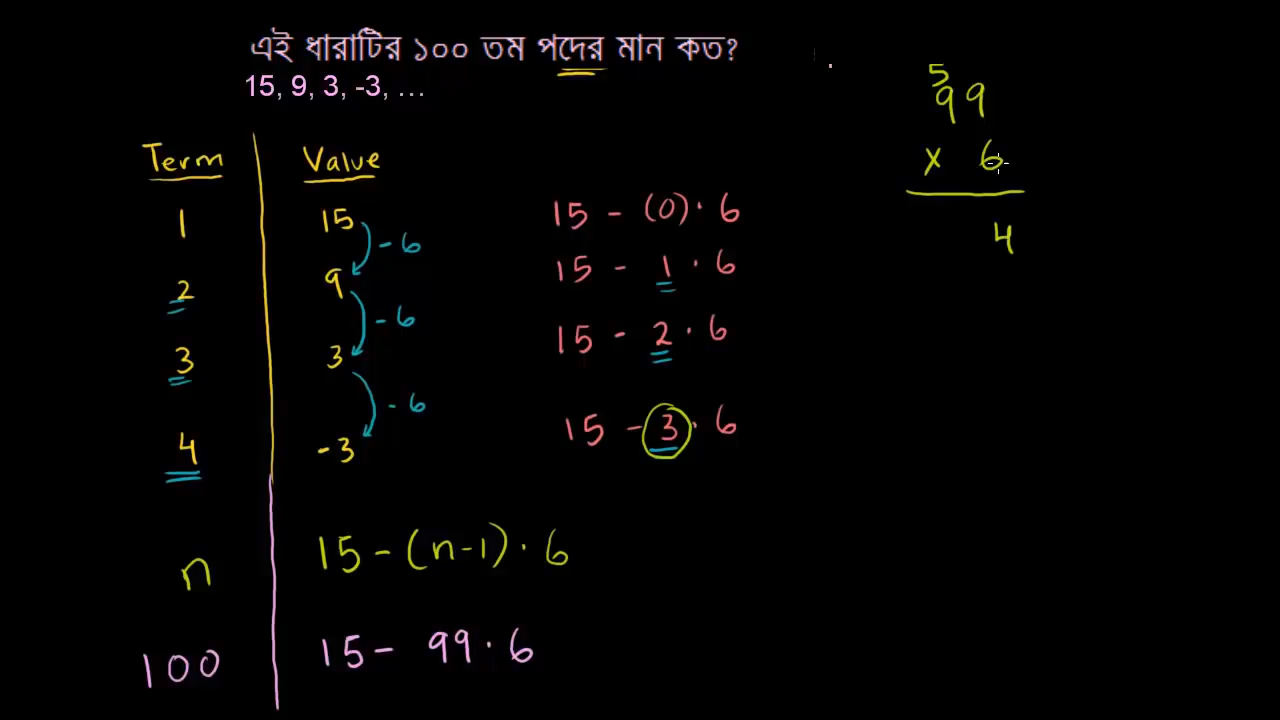 এই ধারাটির ১০০ তম পদের মান কত?
15, 9, 3, -3, ...
Term Value
1 15
-6
2 9
-6
3 3
-6
4 -3
n 15 - (n-1) · 6
100 15 - 99 · 6
15 - (0) · 6
15 - 1 · 6
15 - 2 · 6
15 - 3 · 6
5
99
x 6
4